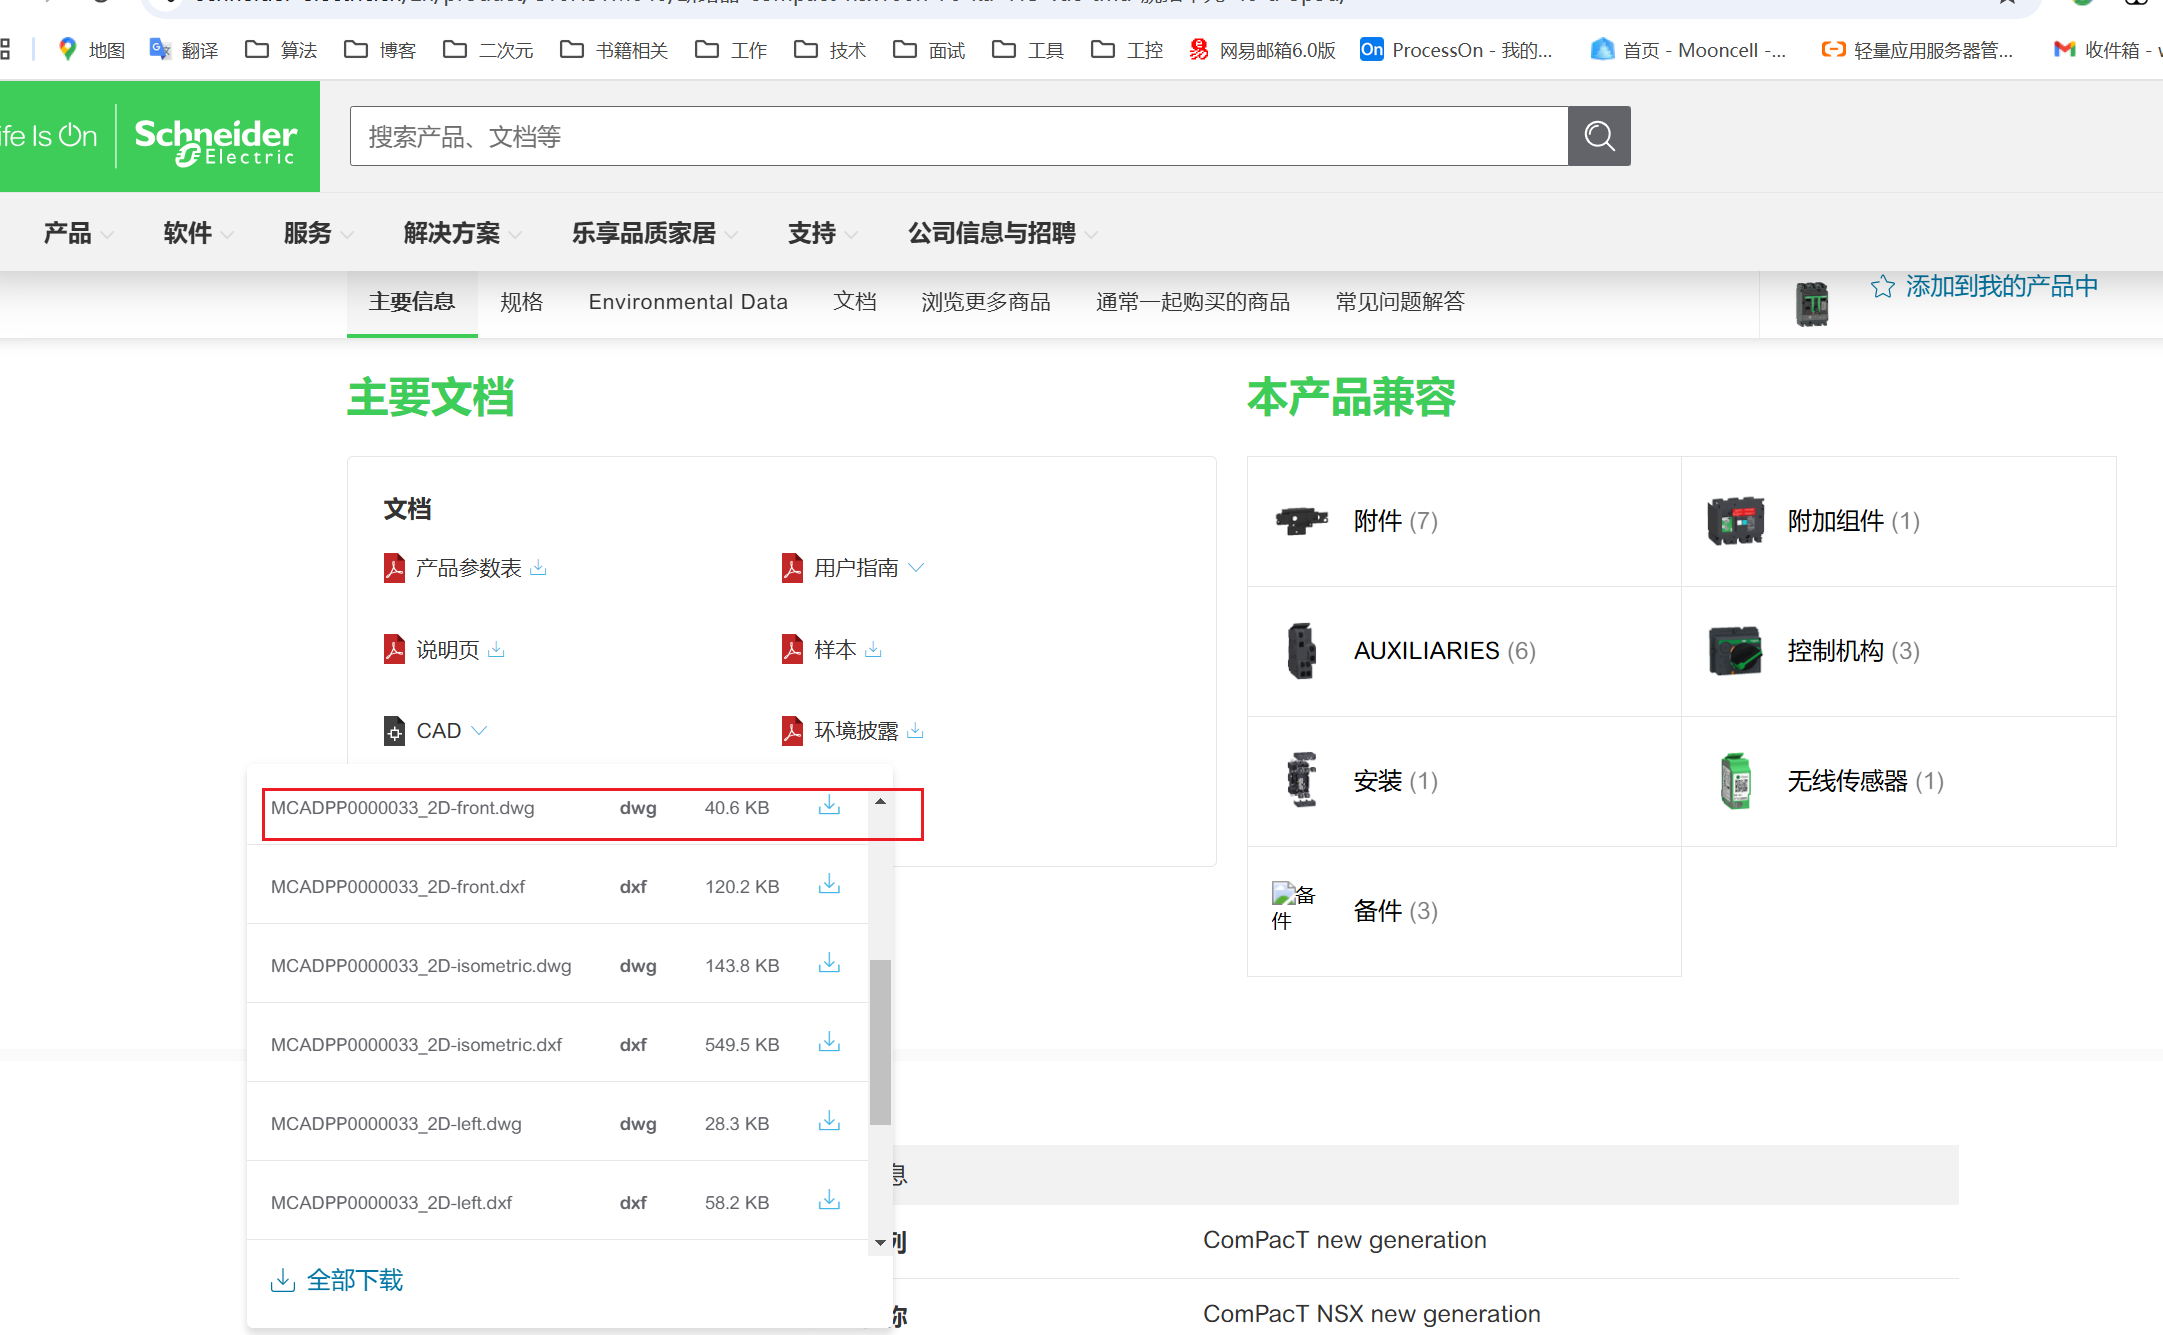 地图
翻译
算法
博客
二次元
书籍相关
工作
技术
面试
工具
工控
网易邮箱6.0版
On ProcessOn - 我的...
首页 - Mooncell -...
轻量应用服务器管...
收件箱 -
ife Is On
Schneider
Electric
搜索产品、文档等
产品
软件
服务
解决方案
乐享品质家居
支持
公司信息与招聘
主要信息
规格
Environmental Data
文档
浏览更多商品
通常一起购买的商品
常见问题解答
添加到我的产品中
主要文档
本产品兼容
文档
产品参数表
用户指南
说明页
样本
CAD
环境披露
附件 (7)
附加组件 (1)
AUXILIARIES (6)
控制机构 (3)
安装 (1)
无线传感器 (1)
备件
备件 (3)
MCADPP0000033_2D-front.dwg dwg 40.6 KB
MCADPP0000033_2D-front.dxf dxf 120.2 KB
MCADPP0000033_2D-isometric.dwg dwg 143.8 KB
MCADPP0000033_2D-isometric.dxf dxf 549.5 KB
MCADPP0000033_2D-left.dwg dwg 28.3 KB
MCADPP0000033_2D-left.dxf dxf 58.2 KB
全部下载
息
列
ComPacT new generation
称
ComPacT NSX new generation